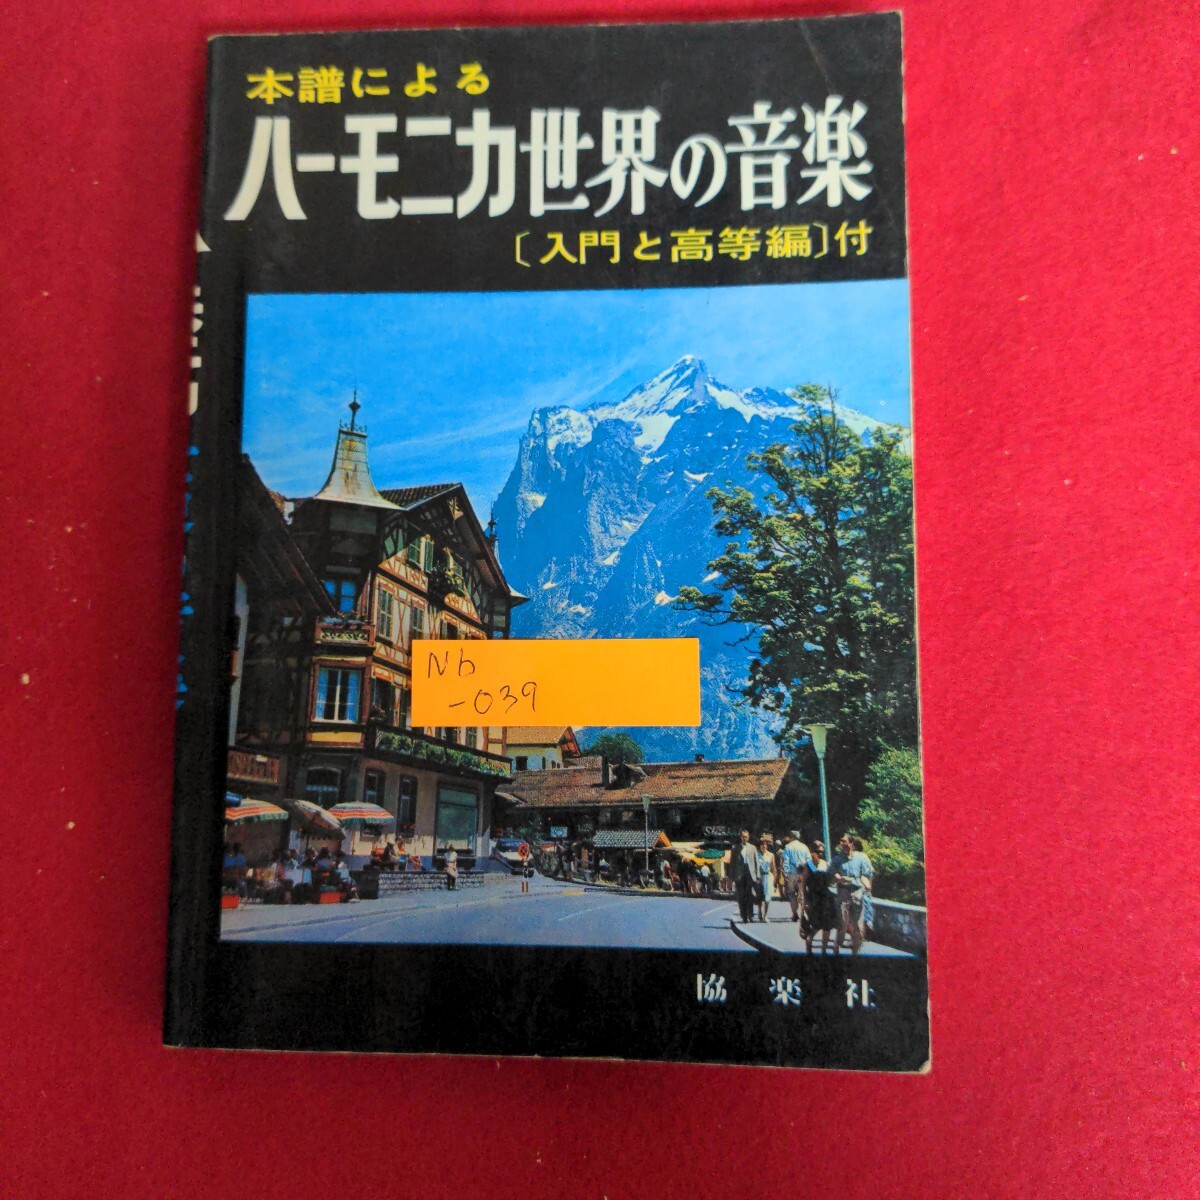 本譜による
ハーモニカ世界の音楽
〔入門と高等編〕付
Nb
-039
協楽社